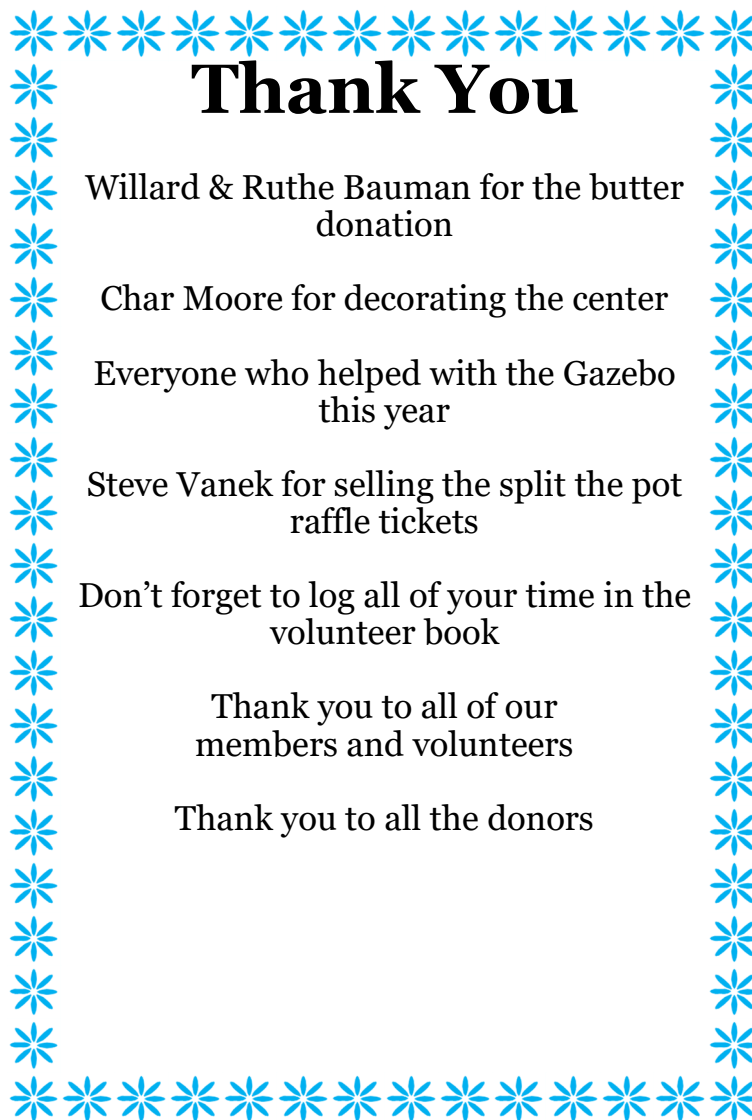 Thank You
Willard & Ruthe Bauman for the butter
donation
Char Moore for decorating the center
Everyone who helped with the Gazebo
this year
Steve Vanek for selling the split the pot
raffle tickets
Don’t forget to log all of your time in the
volunteer book
Thank you to all of our
members and volunteers
Thank you to all the donors